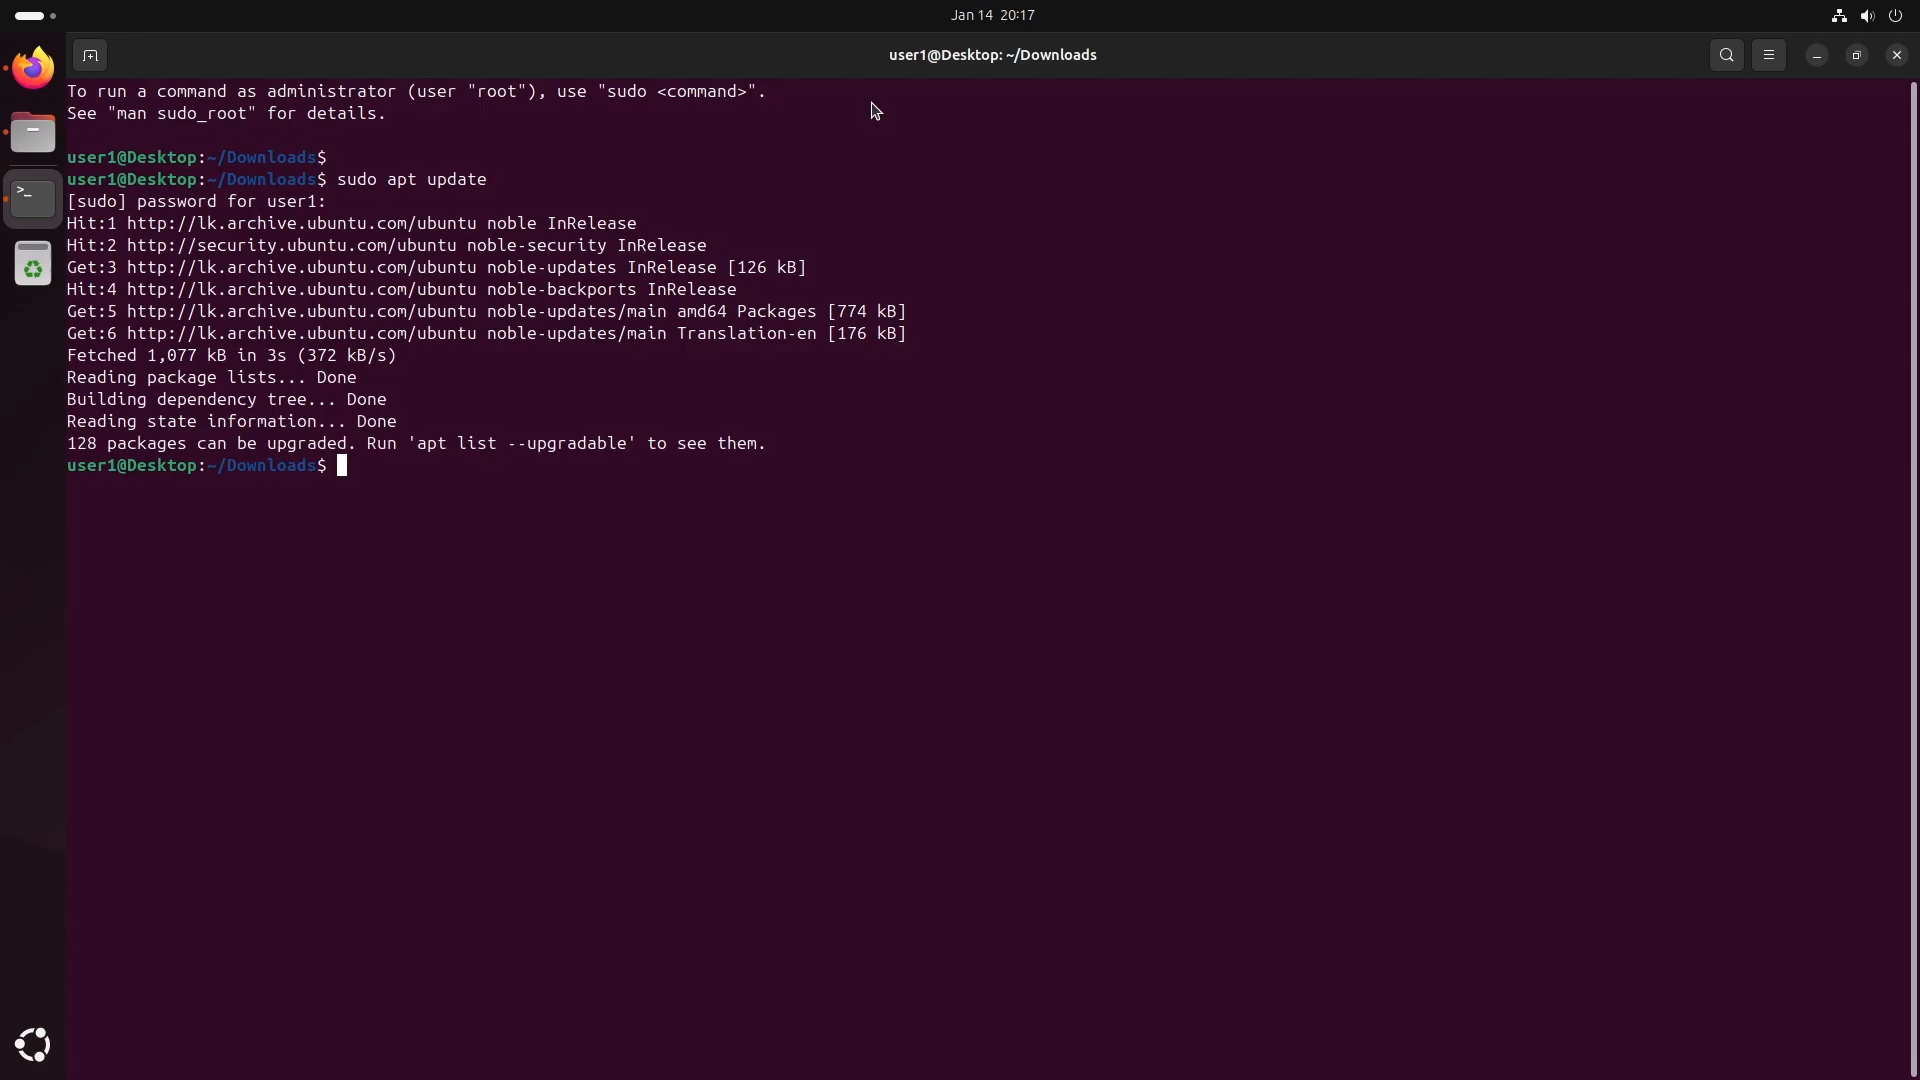 Jan 14 20:17
user1@Desktop: ~/Downloads
To run a command as administrator (user "root"), use "sudo <command>".
See "man sudo_root" for details.
user1@Desktop:~/Downloads$
user1@Desktop:~/Downloads$ sudo apt update
[sudo] password for user1:
Hit:1 http://lk.archive.ubuntu.com/ubuntu noble InRelease
Hit:2 http://security.ubuntu.com/ubuntu noble-security InRelease
Get:3 http://lk.archive.ubuntu.com/ubuntu noble-updates InRelease [126 kB]
Hit:4 http://lk.archive.ubuntu.com/ubuntu noble-backports InRelease
Get:5 http://lk.archive.ubuntu.com/ubuntu noble-updates/main amd64 Packages [774 kB]
Get:6 http://lk.archive.ubuntu.com/ubuntu noble-updates/main Translation-en [176 kB]
Fetched 1,077 kB in 3s (372 kB/s)
Reading package lists... Done
Building dependency tree... Done
Reading state information... Done
128 packages can be upgraded. Run 'apt list --upgradable' to see them.
user1@Desktop:~/Downloads$